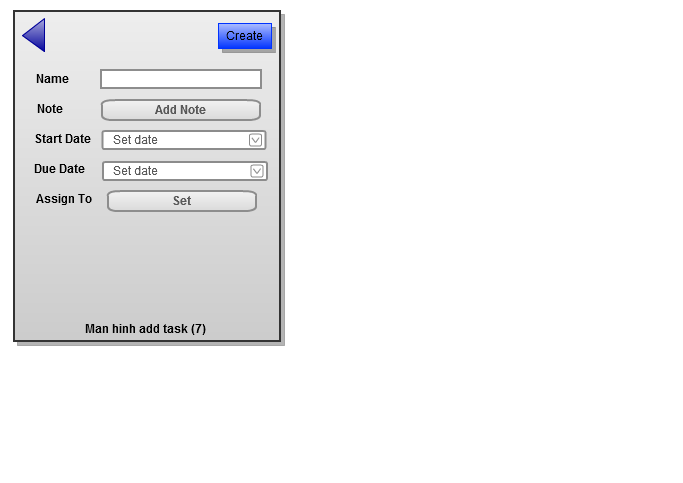 Create
Name
Note Add Note
Start Date Set date
Due Date Set date
Assign To Set
Man hinh add task (7)